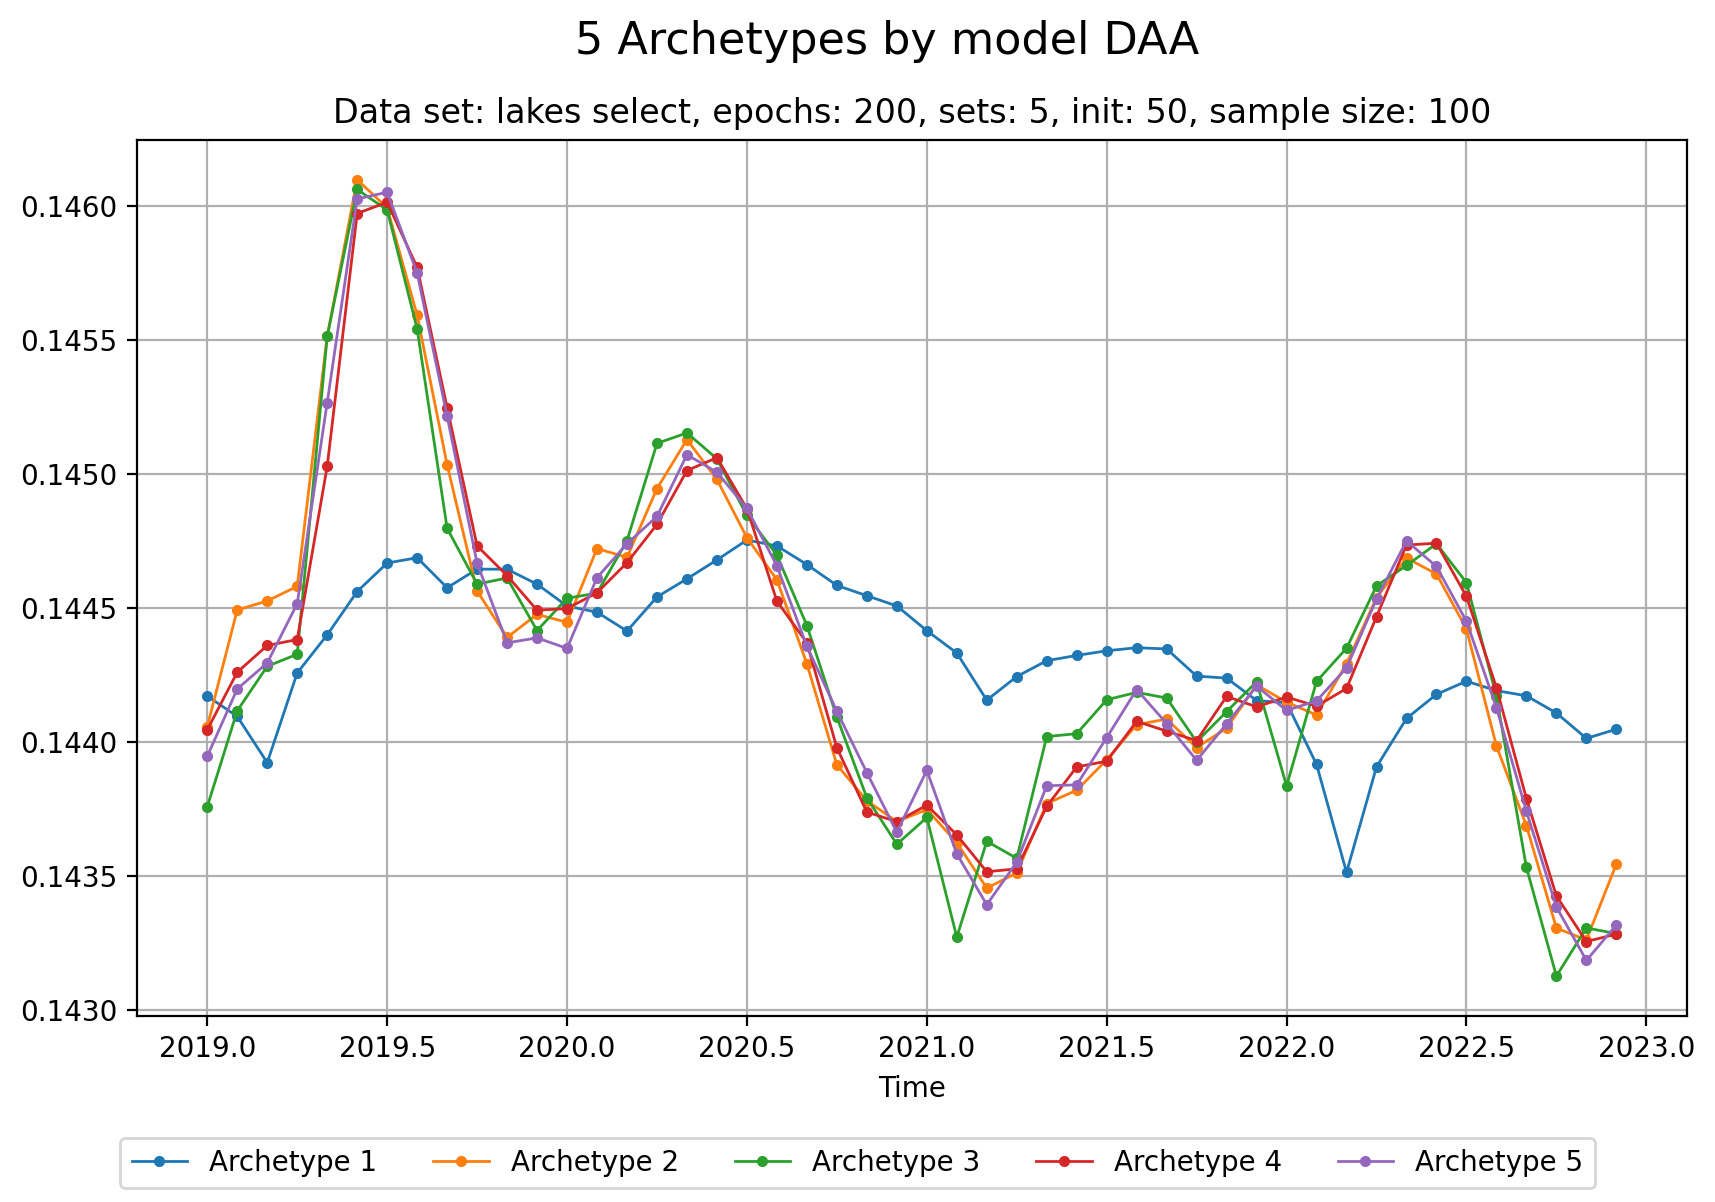 5 Archetypes by model DAA
Data set: lakes select, epochs: 200, sets: 5, init: 50, sample size: 100
0.1460
0.1455
0.1450
0.1445
0.1440
0.1435
0.1430
2019.0 2019.5 2020.0 2020.5 2021.0 2021.5 2022.0 2022.5 2023.0
Time
Archetype 1 Archetype 2 Archetype 3 Archetype 4 Archetype 5